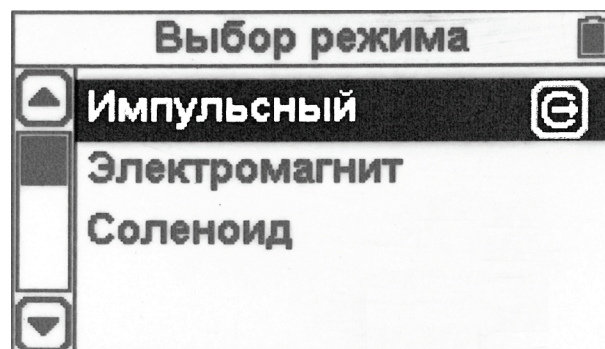 Выбор режима
Импульсный
Электромагнит
Соленоид